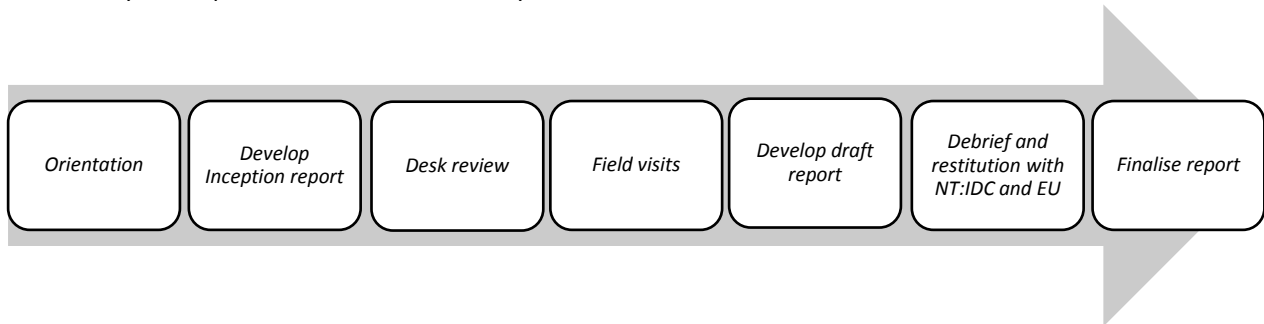 Orientation
Develop
Inception report
Desk review
Field visits
Develop draft
report
Debrief and
restitution with
NT:IDC and EU
Finalise report